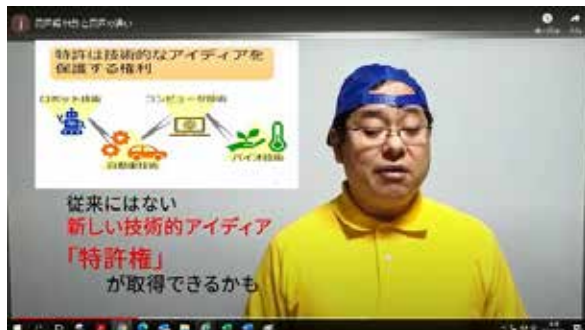 特許は技術的なアイディアを
保護する権利
ロボット技術
コンピュータ技術
自動車技術
バイオ技術
従来にはない
新しい技術的アイディア
「特許権」
が取得できるかも